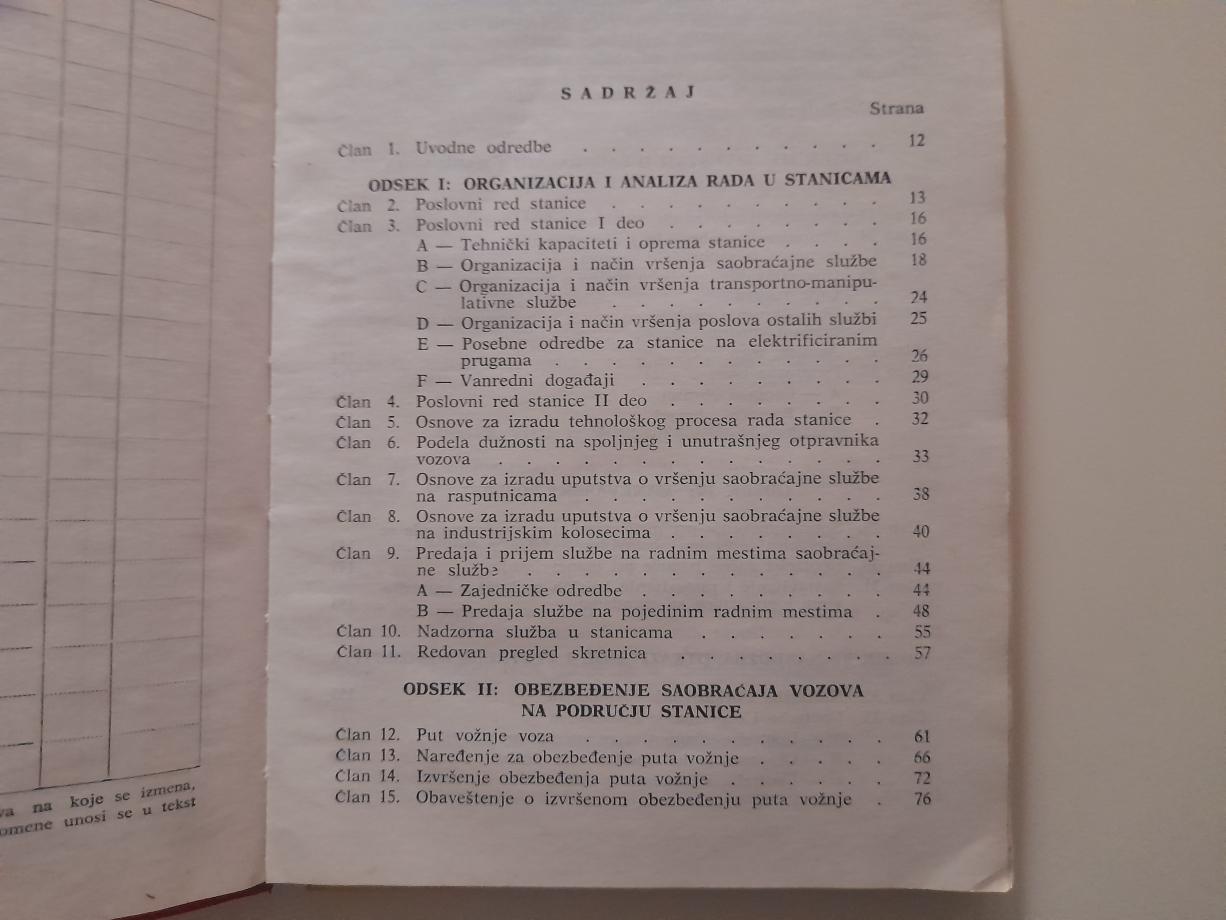 na koje se izmena,
unosi se u tekst
SADRŽAJ
Strana
Član 1. Uvodne odredbe . . . . . . . . . . . 12
ODSEK I: ORGANIZACIJA I ANALIZA RADA U STANICAMA
Član 2. Poslovni red stanice . . . . . . . . . . 13
Član 3. Poslovni red stanice I deo . . . . . . . . 16
A — Tehnički kapaciteti i oprema stanice . . . . 16
B — Organizacija i način vršenja saobraćajne službe 18
C — Organizacija i način vršenja transportno-manipu-
lativne službe . . . . . . . . . . 24
D — Organizacija i način vršenja poslova ostalih službi 25
E — Posebne odredbe za stanice na elektrificiranim
prugama . . . . . . . . . . . . 26
F — Vanredni događaji . . . . . . . . . 29
Član 4. Poslovni red stanice II deo . . . . . . . . 30
Član 5. Osnove za izradu tehnološkog procesa rada stanice . 32
Član 6. Podela dužnosti na spoljnjeg i unutrašnjeg otpravnika
vozova . . . . . . . . . . . . . . 33
Član 7. Osnove za izradu uputstva o vršenju saobraćajne službe
na rasputnicama . . . . . . . . . . . . 38
Član 8. Osnove za izradu uputstva o vršenju saobraćajne službe
na industrijskim kolosecima . . . . . . . . 40
Član 9. Predaja i prijem službe na radnim mestima saobraćaj-
ne službe . . . . . . . . . . . . . 44
A — Zajedničke odredbe . . . . . . . . . 44
B — Predaja službe na pojedinim radnim mestima . 48
Član 10. Nadzorna služba u stanicama . . . . . . . 55
Član 11. Redovan pregled skretnica . . . . . . . . 57
ODSEK II: OBEZBEĐENJE SAOBRAĆAJA VOZOVA
NA PODRUČJU STANICE
Član 12. Put vožnje voza . . . . . . . . . . . 61
Član 13. Naređenje za obezbeđenje puta vožnje . . . . . 66
Član 14. Izvršenje obezbeđenja puta vožnje . . . . . . 72
Član 15. Obaveštenje o izvršenom obezbeđenju puta vožnje . 76